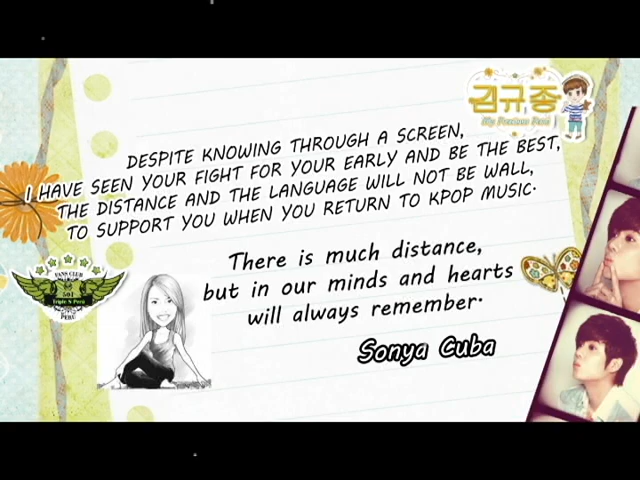 김규종
My Precious Perú
DESPITE KNOWING THROUGH A SCREEN,
I HAVE SEEN YOUR FIGHT FOR YOUR EARLY AND BE THE BEST,
THE DISTANCE AND THE LANGUAGE WILL NOT BE WALL,
TO SUPPORT YOU WHEN YOU RETURN TO KPOP MUSIC.
There is much distance,
but in our minds and hearts
will always remember.
Sonya Cuba
FANS CLUB
Triple S Perú
PERÚ